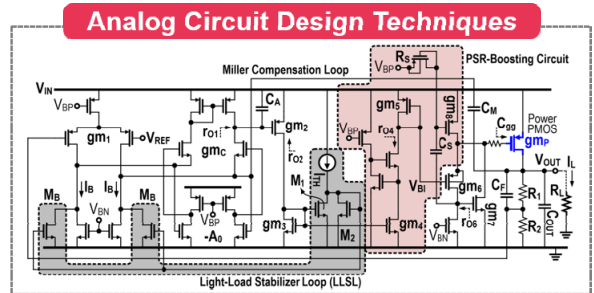 Analog Circuit Design Techniques
PSR-Boosting Circuit
Miller Compensation Loop
RS
VBP
VIN
VBP
CA
gm5
gm8
CM
Cgg
Power
PMOS
gmP
gm1
VREF
rO1
gmC
gm2
rO2
VBP
rO4
CS
VOUT
IL
MB
IB
IB
MB
VBN
VBP
-A0
M1
ITH
gm3
M2
VBI
gm4
gm6
VBN
rO6
gm7
CF
R1
R2
COUT
RL
Light-Load Stabilizer Loop (LLSL)